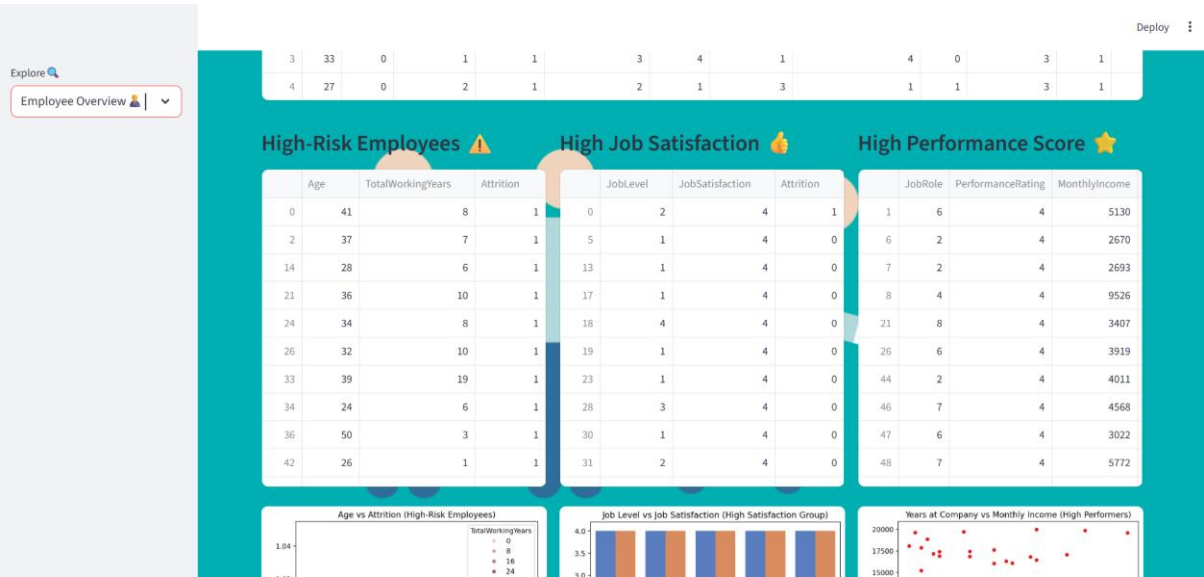 Deploy
Explore🔍
Employee Overview
3 33 0 1 1 3 4 1 4 0 3 1
4 27 0 2 1 2 1 3 1 1 3 1
High-Risk Employees ⚠️
Age TotalWorkingYears Attrition
0 41 8 1
2 37 7 1
14 28 6 1
21 36 10 1
24 34 8 1
26 32 10 1
33 39 19 1
34 24 6 1
36 50 3 1
42 26 1 1
High Job Satisfaction 👍
JobLevel JobSatisfaction Attrition
0 2 4 1
5 1 4 0
13 1 4 0
17 1 4 0
18 4 4 0
19 1 4 0
23 1 4 0
28 3 4 0
30 1 4 0
31 2 4 0
High Performance Score ⭐
JobRole PerformanceRating MonthlyIncome
1 6 4 5130
6 2 4 2670
7 2 4 2693
8 4 4 9526
21 8 4 3407
26 6 4 3919
44 2 4 4011
46 7 4 4568
47 6 4 3022
48 7 4 5772
Age vs Attrition (High-Risk Employees)
TotalWorkingYears
0
8
16
24
1.04
Job Level vs Job Satisfaction (High Satisfaction Group)
4.0
3.5
3.0
Years at Company vs Monthly Income (High Performers)
20000
17500
15000